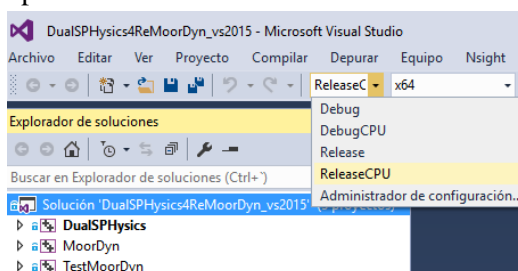 DualSPHysics4ReMoorDyn_vs2015 - Microsoft Visual Studio
Archivo Editar Ver Proyecto Compilar Depurar Equipo Nsight
ReleaseC x64
Debug
DebugCPU
Release
ReleaseCPU
Administrador de configuración...
Explorador de soluciones
Buscar en Explorador de soluciones (Ctrl+`)
Solución 'DualSPHysics4ReMoorDyn_vs2015'
DualSPHysics
MoorDyn
TestMoorDyn